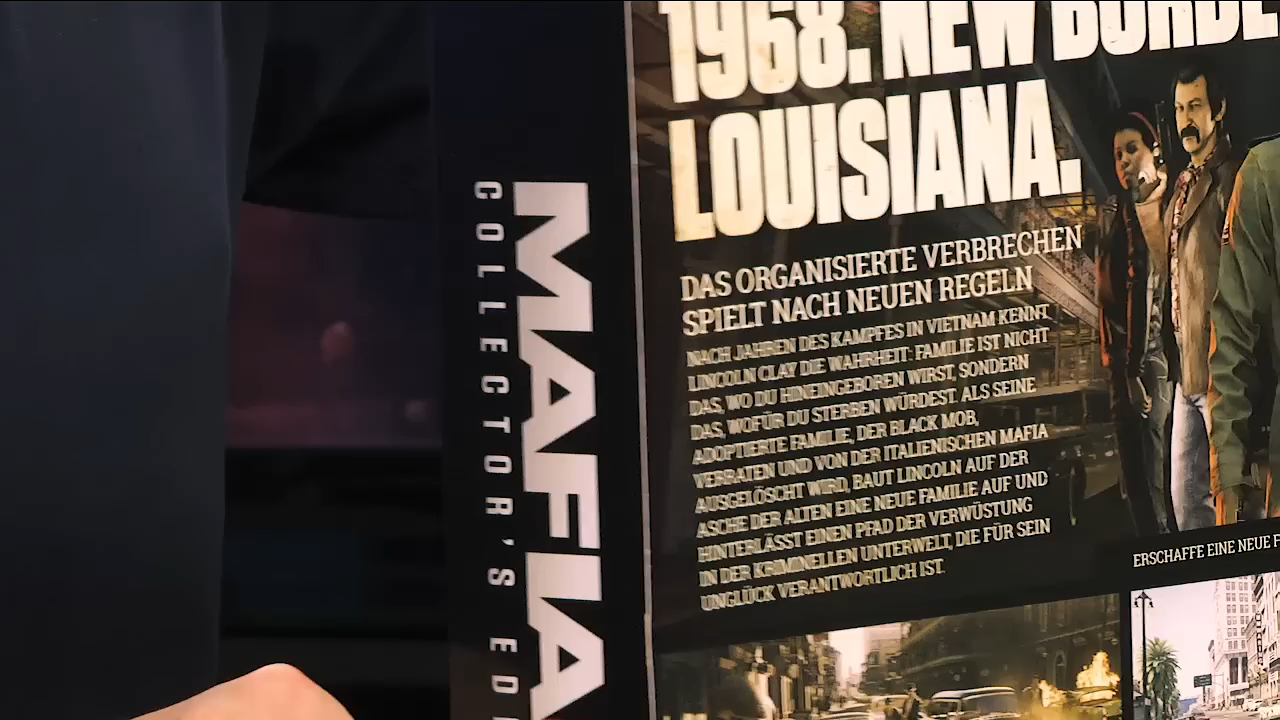 MAFIA
COLLECTOR'S
1968. NEW
LOUISIANA.
DAS ORGANISIERTE VERBRECHEN
SPIELT NACH NEUEN REGELN
NACH JAHREN DES KAMPFES IN VIETNAM KENNT
LINCOLN CLAY DIE WAHRHEIT: FAMILIE IST NICHT
DAS, WO DU HINEINGEBOREN WIRST, SONDERN
DAS, WOFÜR DU STERBEN WÜRDEST. ALS SEINE
ADOPTIERTE FAMILIE, DER BLACK MOB,
VERRATEN UND VON DER ITALIENISCHEN MAFIA
AUSGELÖSCHT WIRD, BAUT LINCOLN AUF DER
ASCHE DER ALTEN EINE NEUE FAMILIE AUF UND
HINTERLÄSST EINEN PFAD DER VERWÜSTUNG
IN DER KRIMINELLEN UNTERWELT, DIE FÜR SEIN
UNGLÜCK VERANTWORTLICH IST.
ERSCHAFFE EINE NEUE